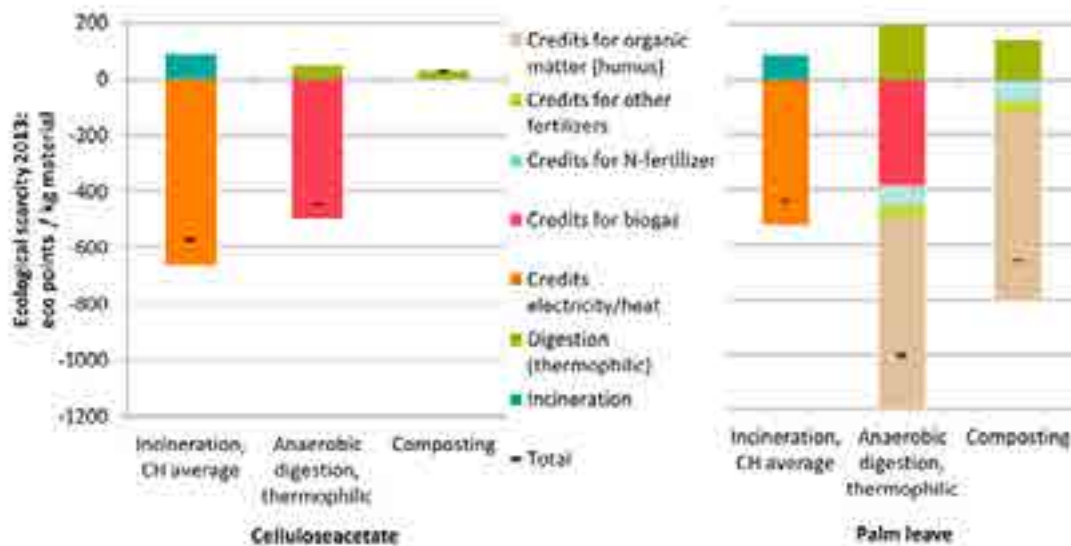 Ecological scarcity 2013:
eco points / kg material
200
0
-200
-400
-600
-800
-1000
-1200
Incineration,
CH average
Anaerobic
digestion,
thermophilic
Composting
Celluloseacetate
Credits for organic
matter (humus)
Credits for other
fertilizers
Credits for N-fertilizer
Credits for biogas
Credits
electricity/heat
Digestion
(thermophilic)
Incineration
Total
Incineration,
CH average
Anaerobic
digestion,
thermophilic
Composting
Palm leave